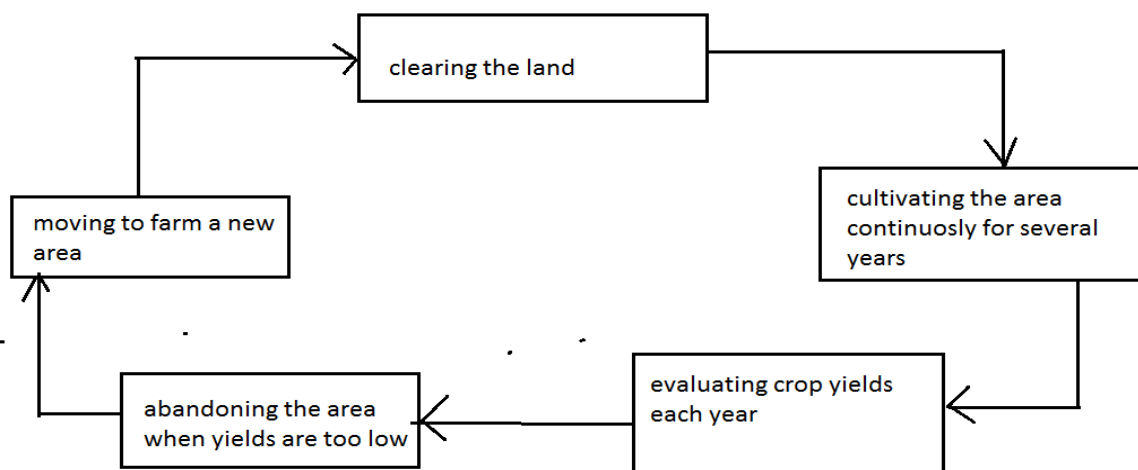 clearing the land
cultivating the area
continuosly for several
years
evaluating crop yields
each year
abandoning the area
when yields are too low
moving to farm a new
area